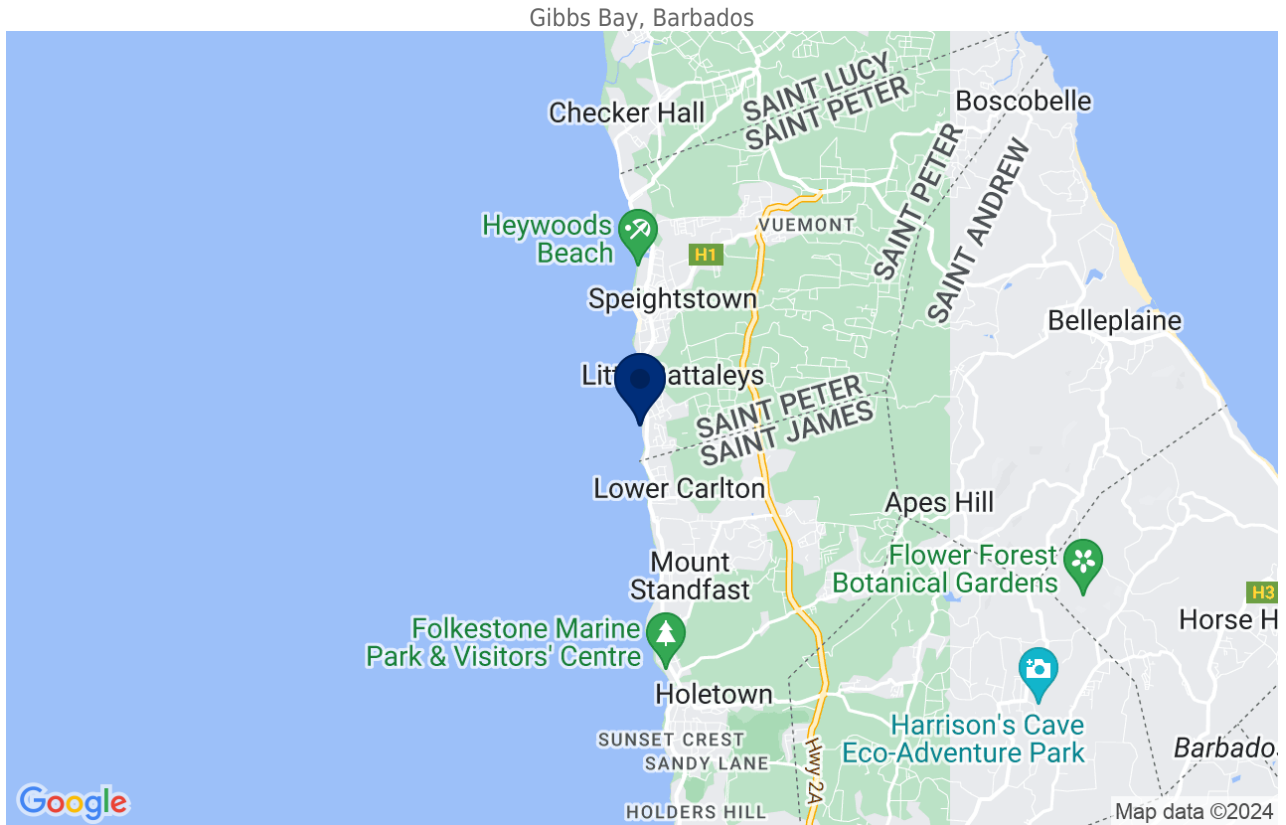 Gibbs Bay, Barbados
SAINT LUCY
SAINT PETER
Checker Hall
Boscobelle
SAINT PETER
SAINT ANDREW
Heywoods
Beach
VUEMONT
H1
Speightstown
Belleplaine
attaleys
SAINT PETER
SAINT JAMES
Lower Carlton
Apes Hill
Mount
Standfast
Flower Forest
Botanical Gardens
H3
Horse H
Folkestone Marine
Park & Visitors' Centre
Holetown
Harrison's Cave
Eco-Adventure Park
SUNSET CREST
SANDY LANE
Hwy 2A
Barbados
HOLDERS HILL
Google
Map data ©2024